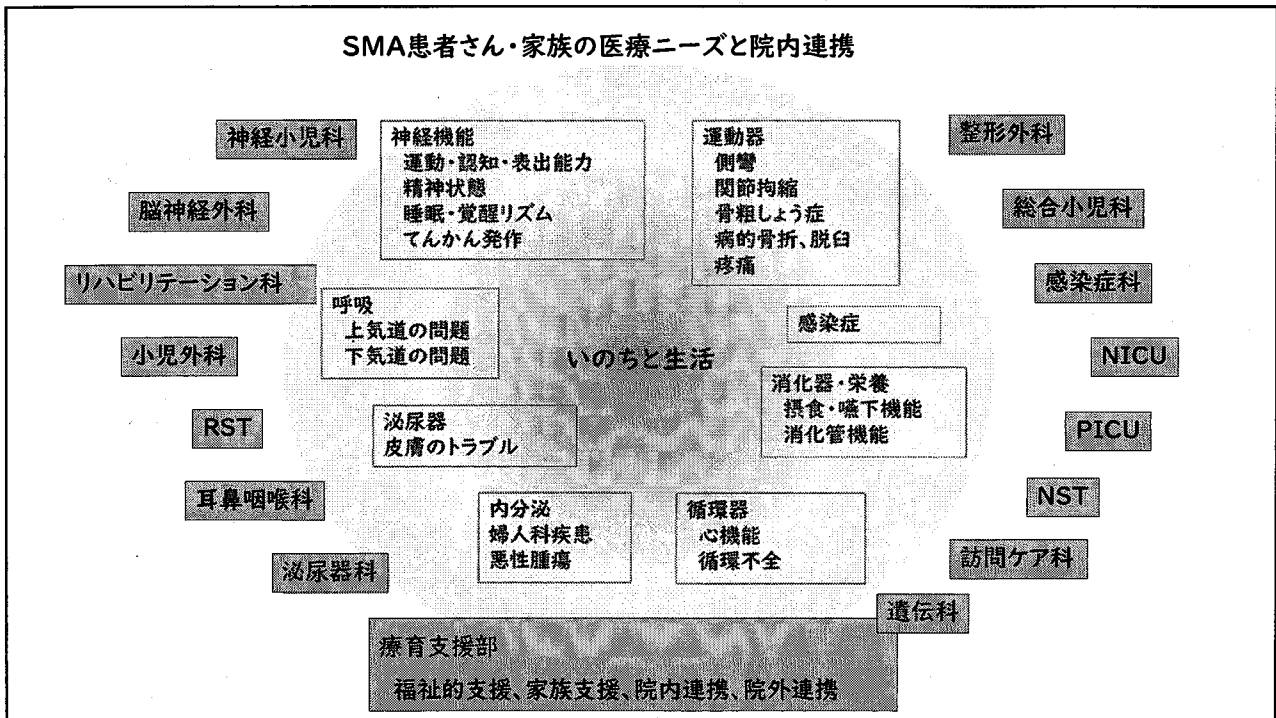 SMA患者さん・家族の医療ニーズと院内連携
神経小児科
脳神経外科
リハビリテーション科
小児外科
RST
耳鼻咽喉科
泌尿器科
神経機能
運動・認知・表出能力
精神状態
睡眠・覚醒リズム
てんかん発作
運動器
側彎
関節拘縮
骨粗しょう症
病的骨折、脱臼
疼痛
呼吸
上気道の問題
下気道の問題
いのちと生活
感染症
消化器・栄養
摂食・嚥下機能
消化管機能
泌尿器
皮膚のトラブル
内分泌
婦人科疾患
悪性腫瘍
循環器
心機能
循環不全
整形外科
総合小児科
感染症科
NICU
PICU
NST
訪問ケア科
遺伝科
療育支援部
福祉的支援、家族支援、院内連携、院外連携